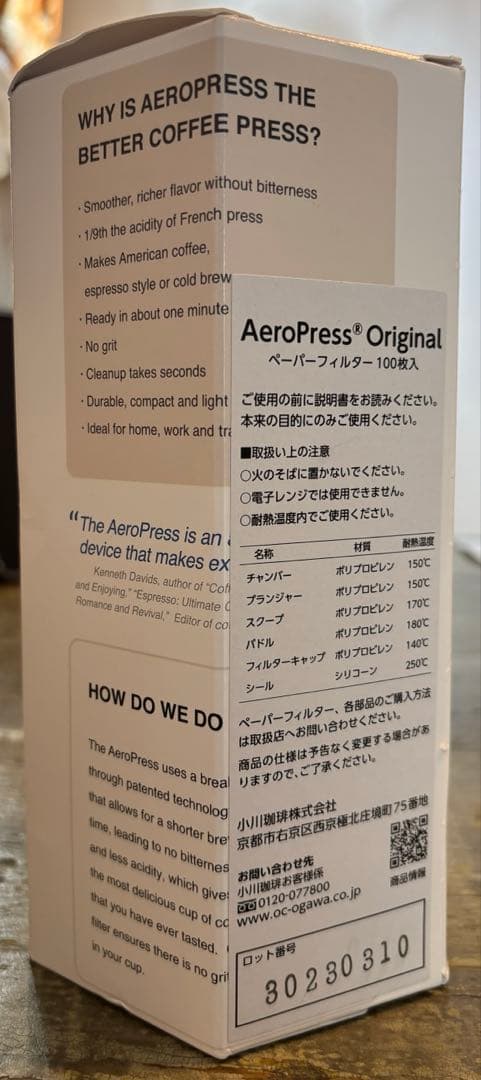 WHY IS AEROPRESS THE
BETTER COFFEE PRESS?
· Smoother, richer flavor without bitterness
· 1/9th the acidity of French press
· Makes American coffee,
espresso style or cold brew
· Ready in about one minute
· No grit
· Cleanup takes seconds
· Durable, compact and light
· Ideal for home, work and tra
“The AeroPress is an
device that makes ex
Kenneth Davids, author of “Coff
and Enjoying,” “Espresso: Ultimate C
Romance and Revival,” Editor of co
HOW DO WE DO
The AeroPress uses a brea
through patented technolog
that allows for a shorter bre
time, leading to no bitternes
and less acidity, which give
the most delicious cup of co
that you have ever tasted.
filter ensures there is no gri
in your cup.
AeroPress® Original
ペーパーフィルター 100枚入
ご使用の前に説明書をお読みください。
本来の目的にのみご使用ください。
■取扱い上の注意
○火のそばに置かないでください。
○電子レンジでは使用できません。
○耐熱温度内でご使用ください。
名称 材質 耐熱温度
チャンバー ポリプロピレン 150℃
プランジャー ポリプロピレン 150℃
スクープ ポリプロピレン 170℃
パドル ポリプロピレン 180℃
フィルターキャップ ポリプロピレン 140℃
シール シリコーン 250℃
ペーパーフィルター、各部品のご購入方法
は取扱店へお問い合わせください。
商品の仕様は予告なく変更する場合があ
りますので、ご了承ください。
小川珈琲株式会社
京都市右京区西京極北庄境町75番地
お問い合わせ先
小川珈琲お客様係
0120-077800
www.oc-ogawa.co.jp
商品情報
ロット番号
30230310